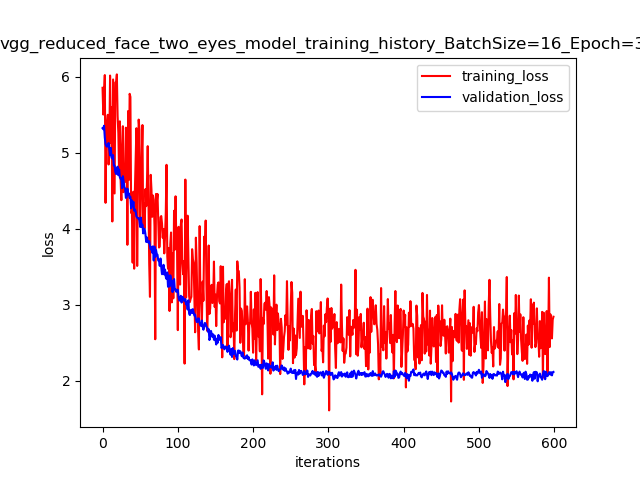 vgg_reduced_face_two_eyes_model_training_history_BatchSize=16_Epoch=3
training_loss
validation_loss
6
5
4
3
2
loss
0 100 200 300 400 500 600
iterations